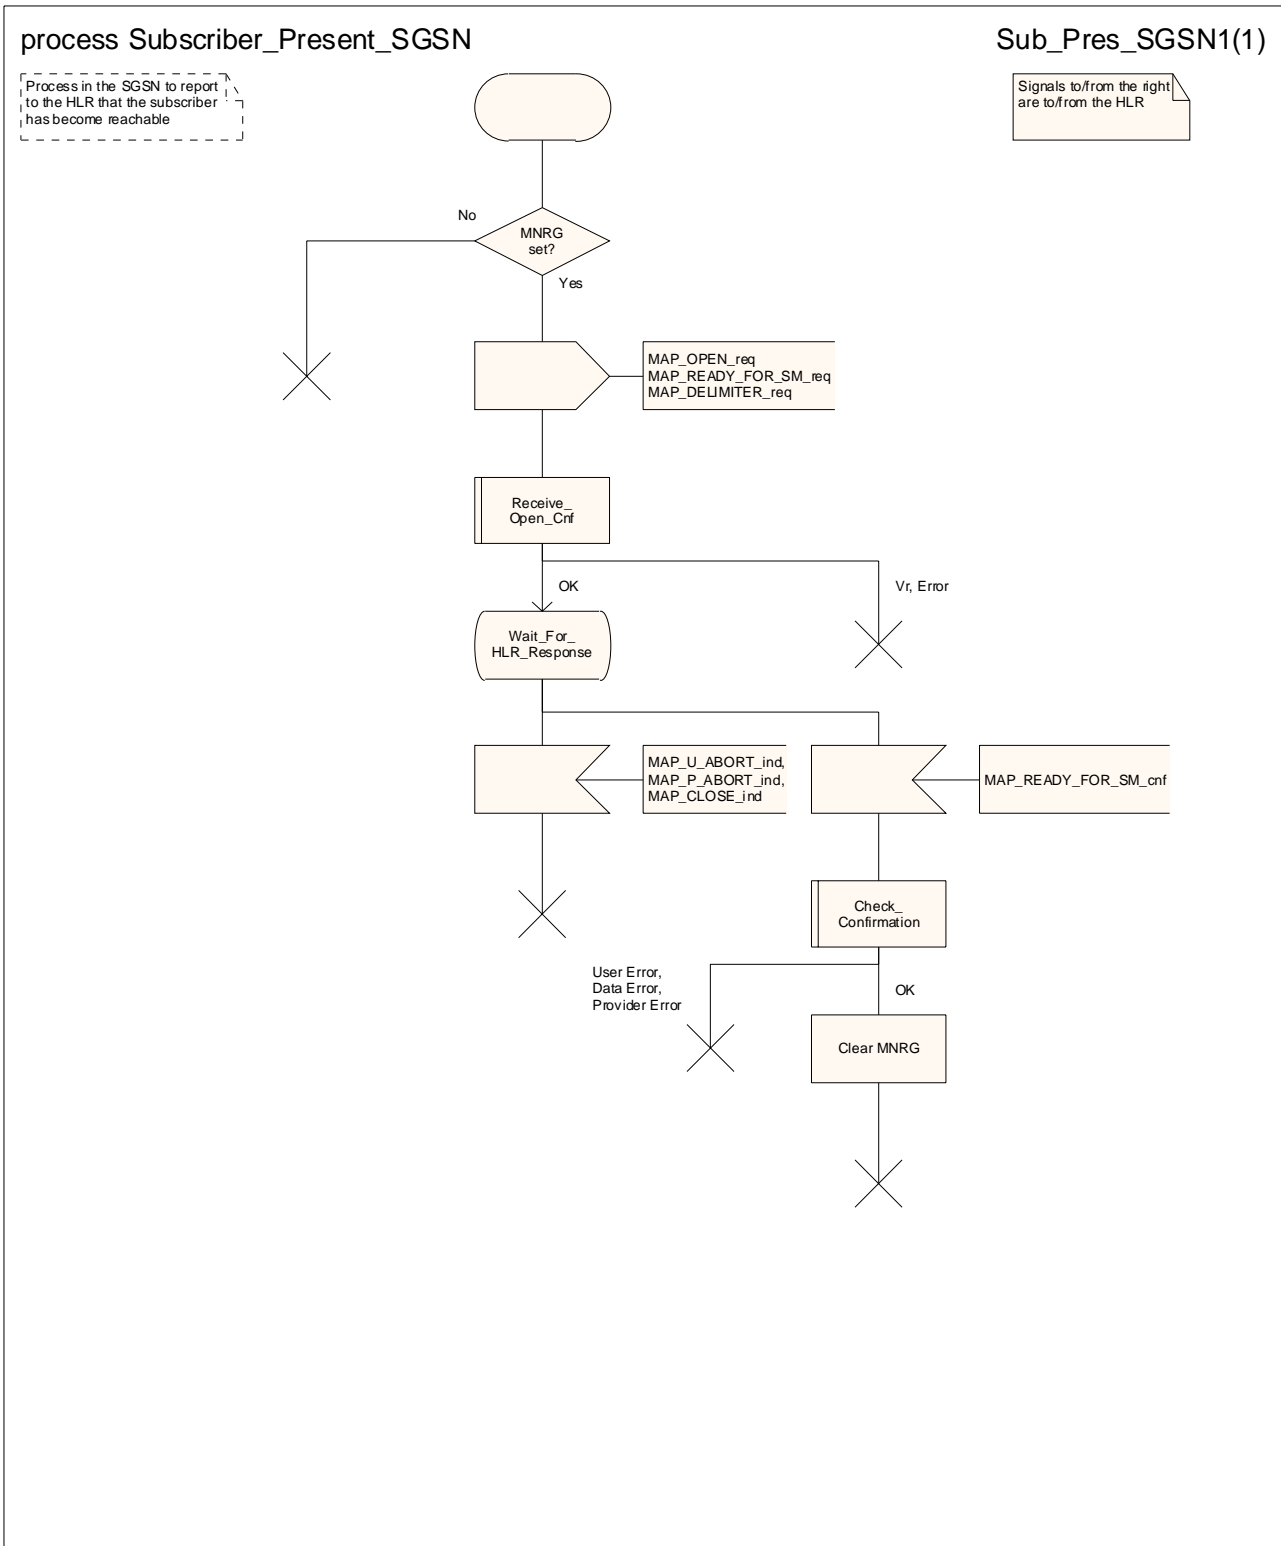 process Subscriber_Present_SGSN
Sub_Pres_SGSN1(1)
Process in the SGSN to report
to the HLR that the subscriber
has become reachable
Signals to/from the right
are to/from the HLR
No
MNRG
set?
Yes
MAP_OPEN_req
MAP_READY_FOR_SM_req
MAP_DELIMITER_req
Receive_
Open_Cnf
OK
Vr, Error
Wait_For_
HLR_Response
MAP_U_ABORT_ind,
MAP_P_ABORT_ind,
MAP_CLOSE_ind
MAP_READY_FOR_SM_cnf
Check_
Confirmation
User Error,
Data Error,
Provider Error
OK
Clear MNRG